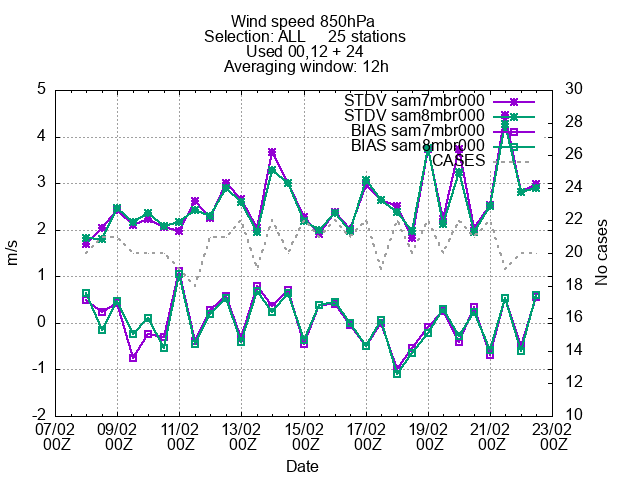 Wind speed 850hPa
Selection: ALL 25 stations
Used 00,12 + 24
Averaging window: 12h
STDV sam7mbr000
STDV sam8mbr000
BIAS sam7mbr000
BIAS sam8mbr000
CASES
5
4
3
2
1
0
-1
-2
m/s
30
28
26
24
22
20
18
16
14
12
10
No cases
07/02 09/02 11/02 13/02 15/02 17/02 19/02 21/02 23/02
00Z 00Z 00Z 00Z 00Z 00Z 00Z 00Z 00Z
Date